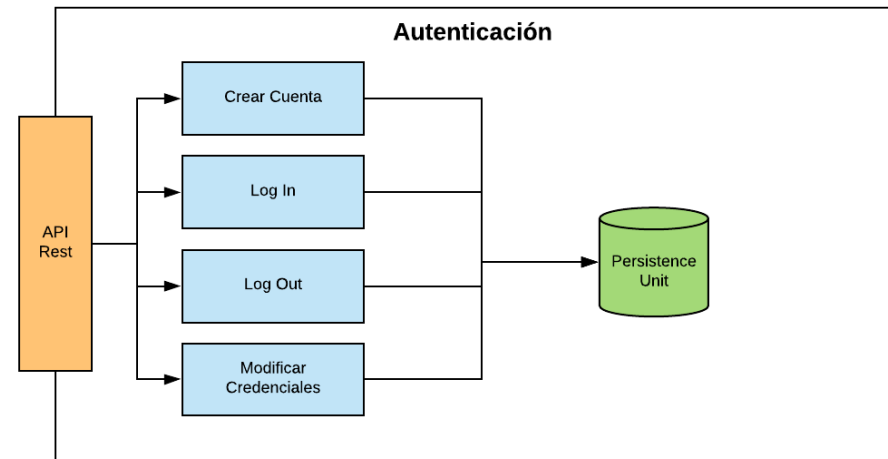 Autenticación
API
Rest
Crear Cuenta
Log In
Log Out
Modificar
Credenciales
Persistence
Unit